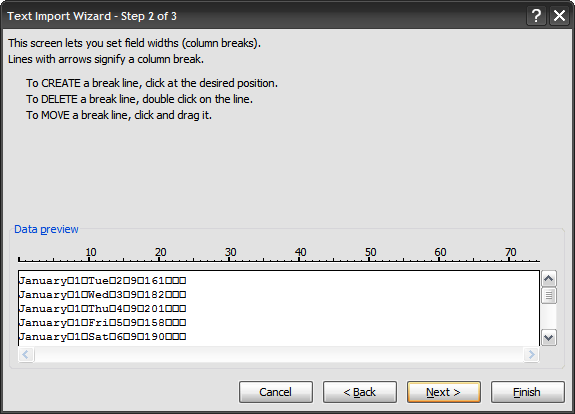 Text Import Wizard - Step 2 of 3
This screen lets you set field widths (column breaks).
Lines with arrows signify a column break.
To CREATE a break line, click at the desired position.
To DELETE a break line, double click on the line.
To MOVE a break line, click and drag it.
Data preview
10 20 30 40 50 60 70
January□1□Tue□2□9□161□□□
January□1□Wed□3□9□182□□□
January□1□Thu□4□9□201□□□
January□1□Fri□5□9□158□□□
January□1□Sat□6□9□190□□□
Cancel < Back Next > Finish